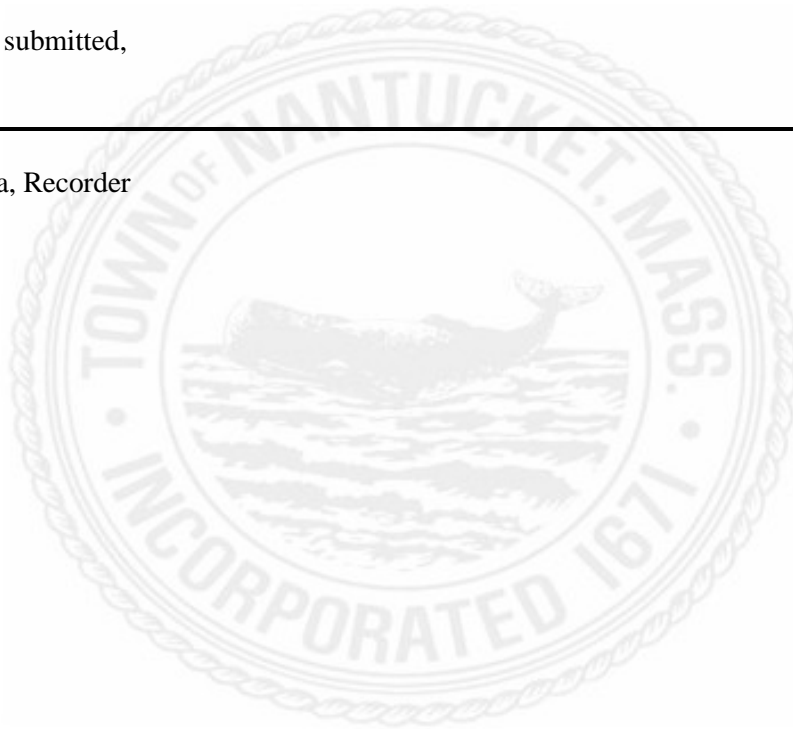 submitted,
a, Recorder
TOWN OF NANTUCKET, MASS.
• INCORPORATED 1671 •